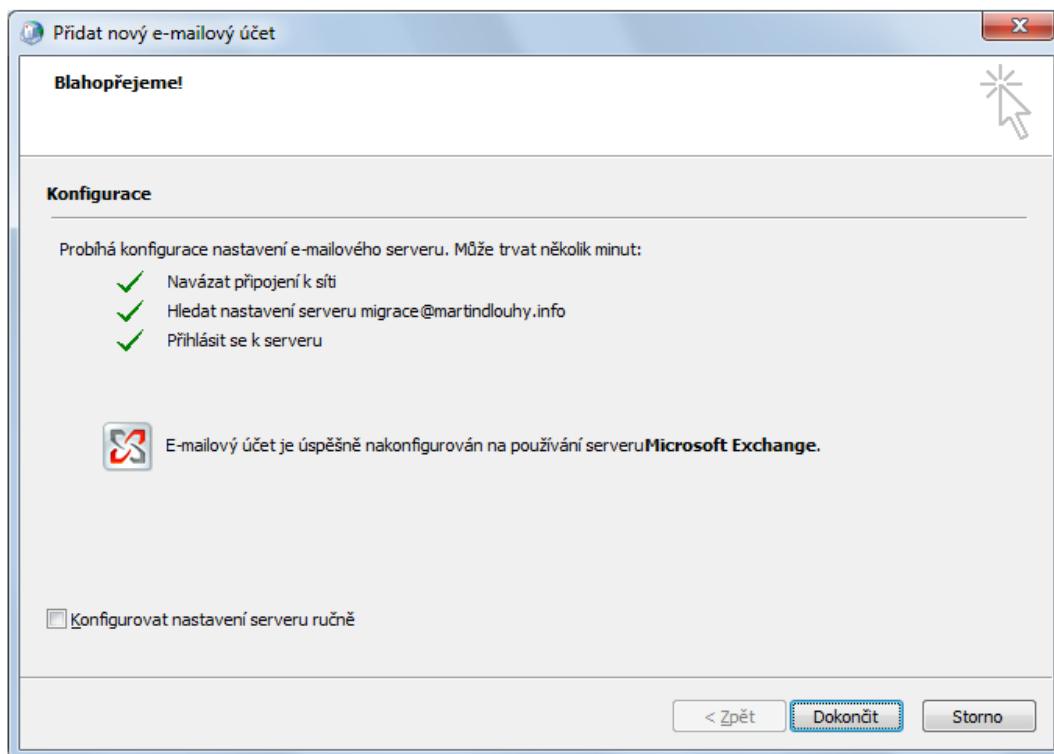 Přidat nový e-mailový účet
Blahopřejeme!
Konfigurace
Probíhá konfigurace nastavení e-mailového serveru. Může trvat několik minut:
Navázat připojení k síti
Hledat nastavení serveru migrace@martindlouhy.info
Přihlásit se k serveru
E-mailový účet je úspěšně nakonfigurován na používání serveruMicrosoft Exchange.
Konfigurovat nastavení serveru ručně
< Zpět Dokončit Storno